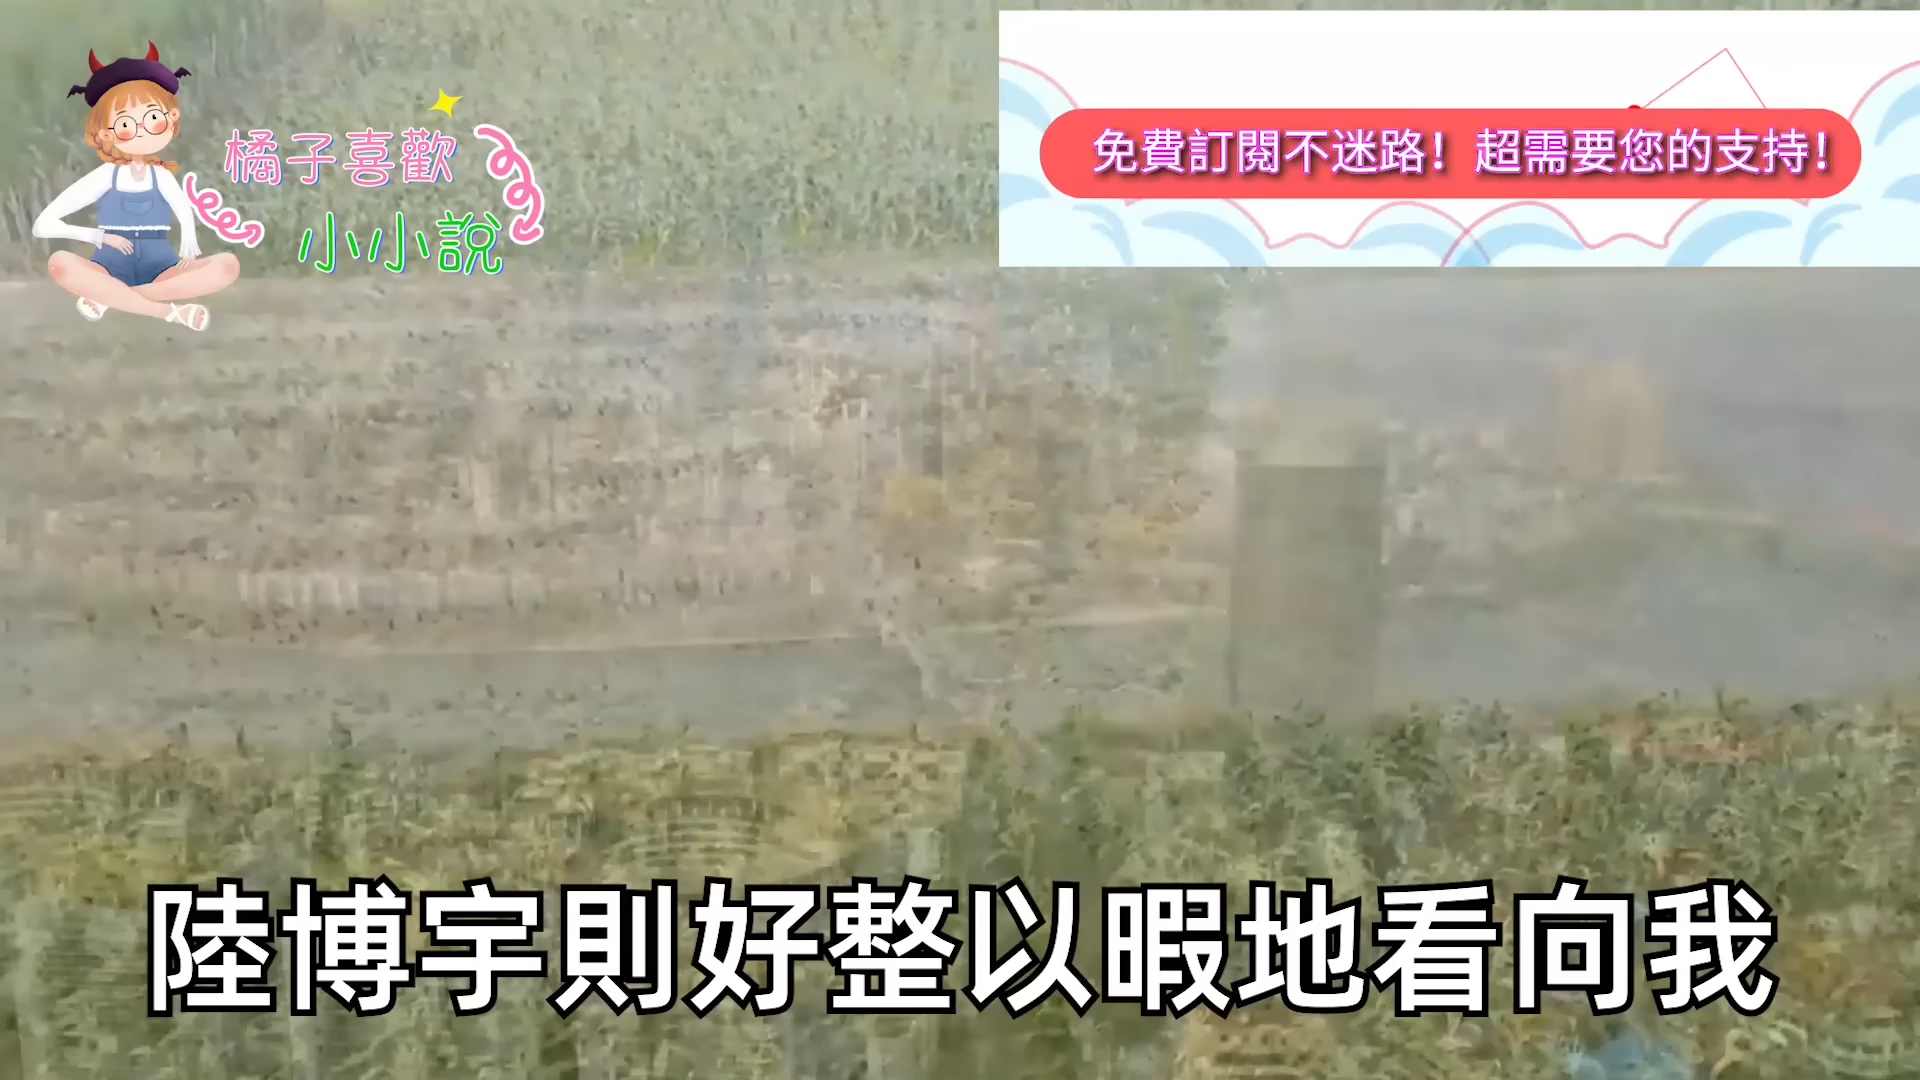 橘子喜歡
小小說
免費訂閱不迷路！超需要您的支持！
陸博宇則好整以暇地看向我